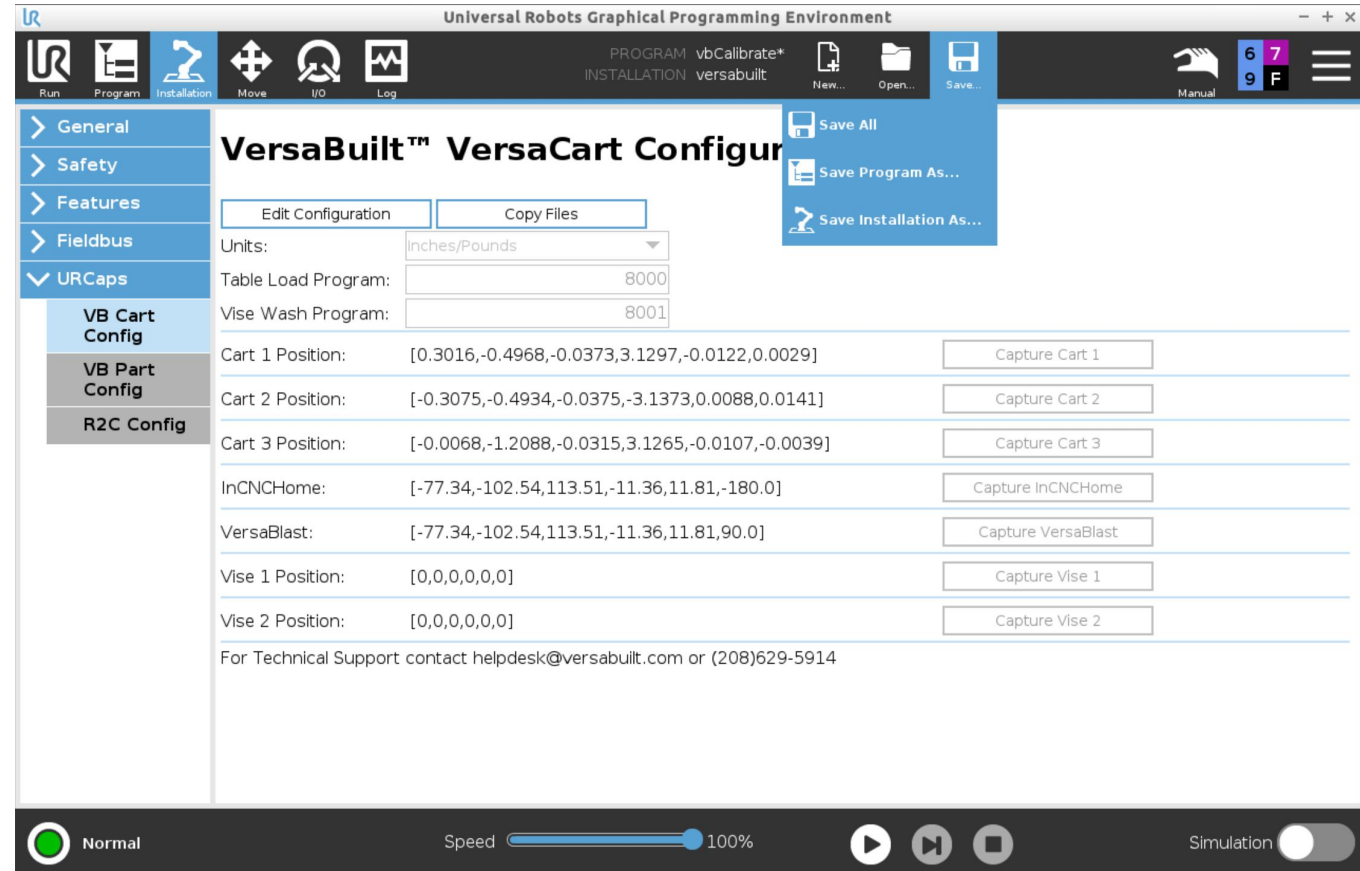 UR
Universal Robots Graphical Programming Environment
Run Program Installation Move I/O Log
PROGRAM vbCalibrate*
INSTALLATION versabuilt
New... Open... Save...
Manual
6 7
9 F
General
Safety
Features
Fieldbus
URCaps
VB Cart
Config
VB Part
Config
R2C Config
Save All
Save Program As...
Save Installation As...
VersaBuilt™ VersaCart Configur
Edit Configuration Copy Files
Units: Inches/Pounds
Table Load Program: 8000
Vise Wash Program: 8001
Cart 1 Position: [0.3016,-0.4968,-0.0373,3.1297,-0.0122,0.0029] Capture Cart 1
Cart 2 Position: [-0.3075,-0.4934,-0.0375,-3.1373,0.0088,0.0141] Capture Cart 2
Cart 3 Position: [-0.0068,-1.2088,-0.0315,3.1265,-0.0107,-0.0039] Capture Cart 3
InCNCHome: [-77.34,-102.54,113.51,-11.36,11.81,-180.0] Capture InCNCHome
VersaBlast: [-77.34,-102.54,113.51,-11.36,11.81,90.0] Capture VersaBlast
Vise 1 Position: [0,0,0,0,0,0] Capture Vise 1
Vise 2 Position: [0,0,0,0,0,0] Capture Vise 2
For Technical Support contact helpdesk@versabuilt.com or (208)629-5914
Normal
Speed 100%
Simulation